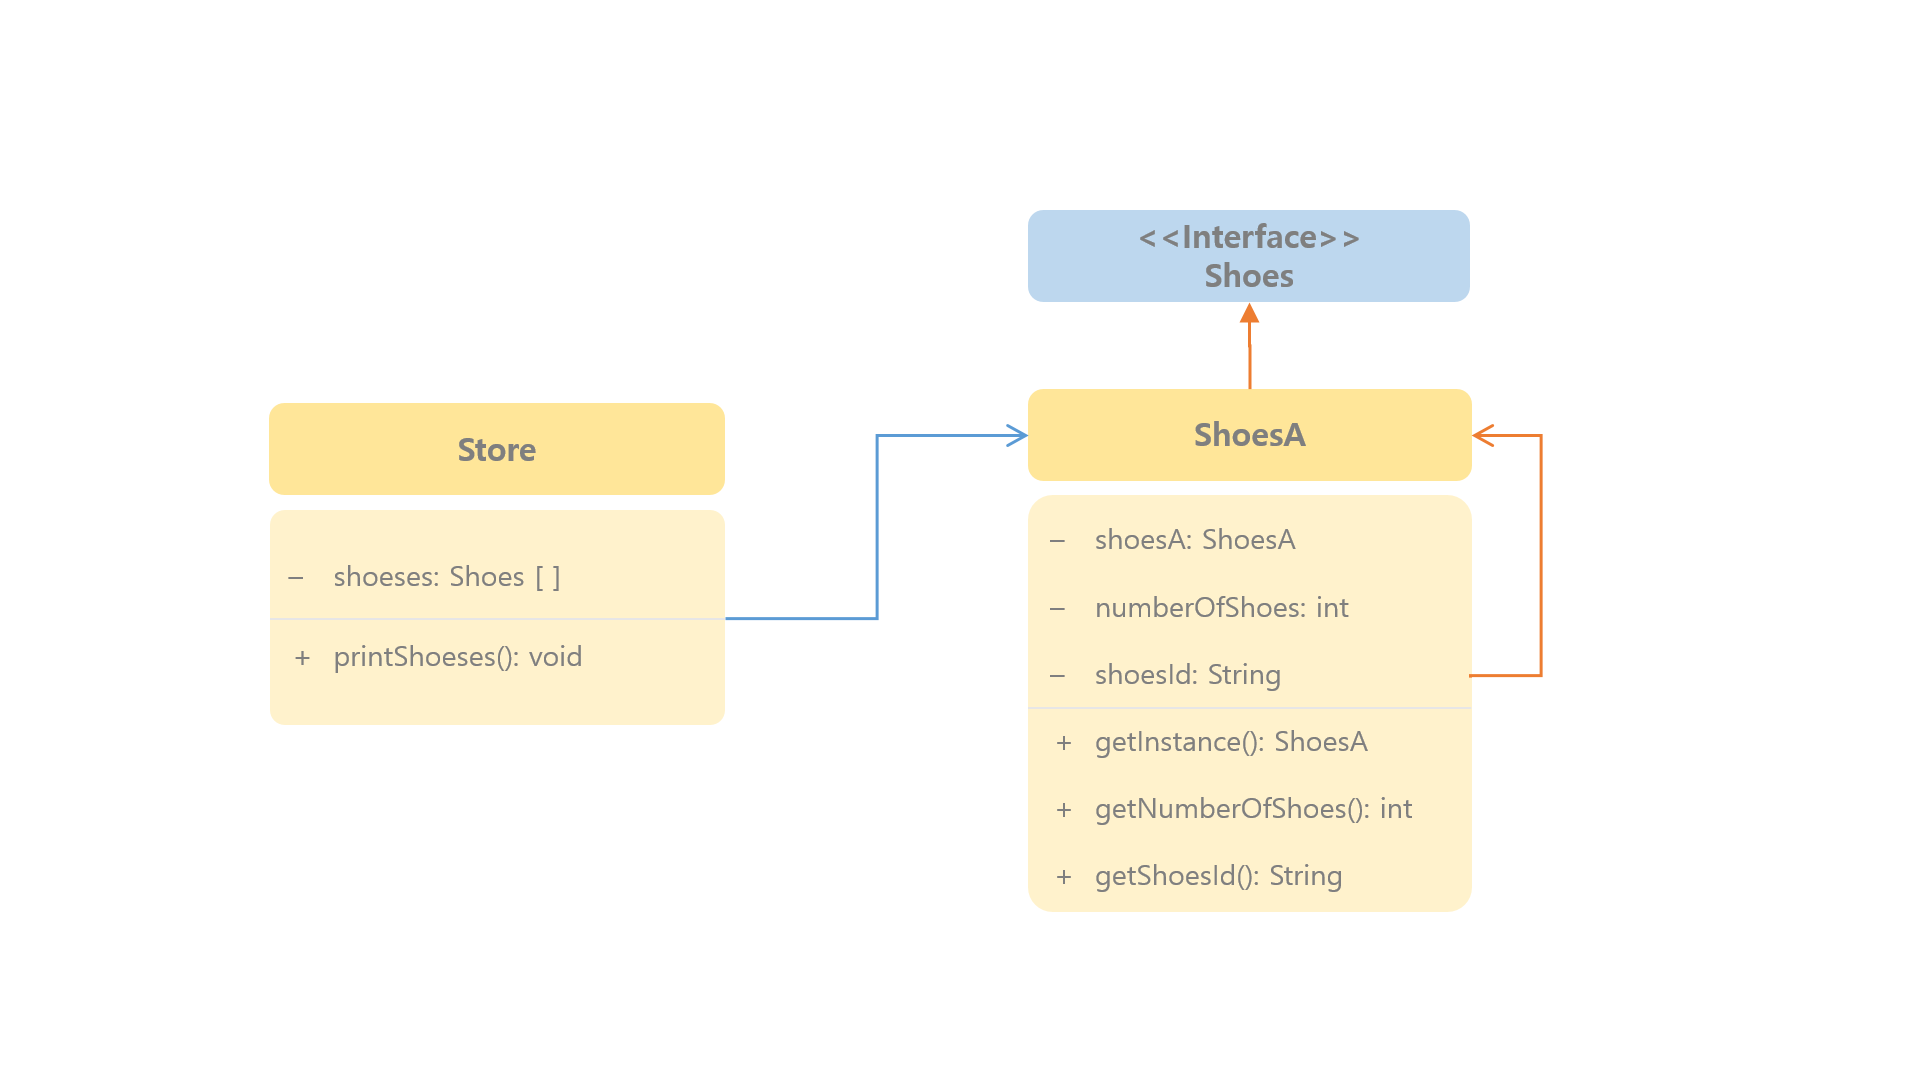 <<Interface>>
Shoes
Store
– shoeses: Shoes [ ]
+ printShoeses(): void
ShoesA
– shoesA: ShoesA
– numberOfShoes: int
– shoesId: String
+ getInstance(): ShoesA
+ getNumberOfShoes(): int
+ getShoesId(): String